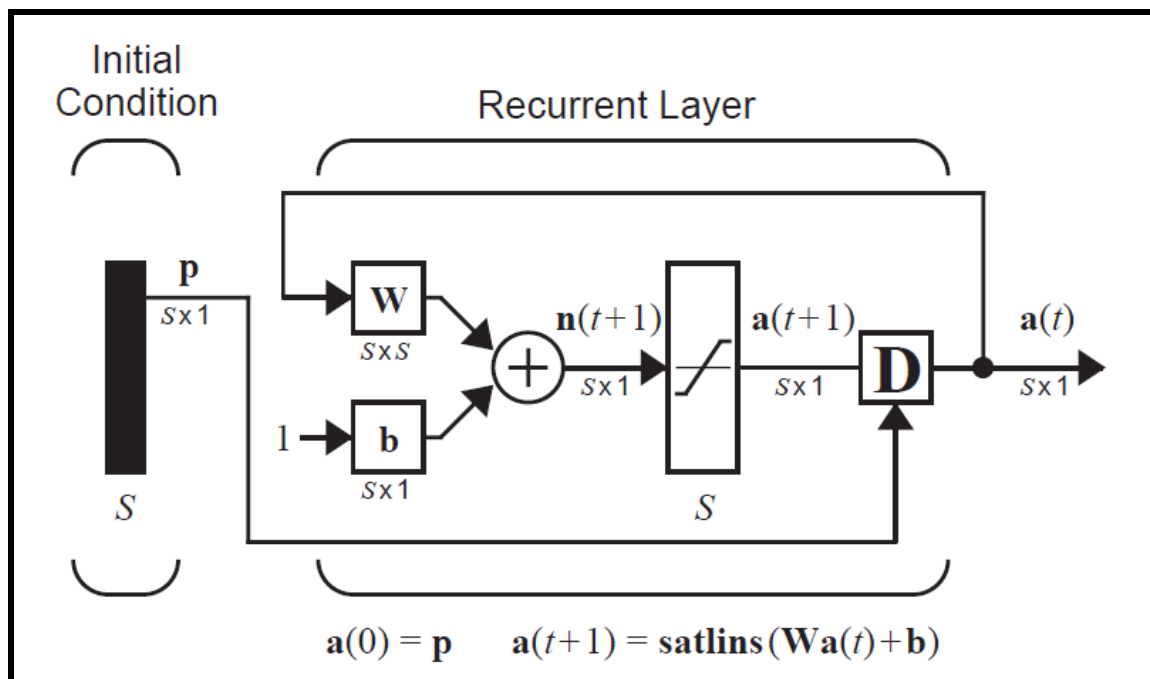 Initial
Condition
Recurrent Layer
p
S x 1
W
S x S
n(t+1)
a(t+1)
a(t)
+
S x 1
S x 1
D
S x 1
1
b
S x 1
S
S
a(0) = p a(t+1) = satlins(Wa(t)+b)